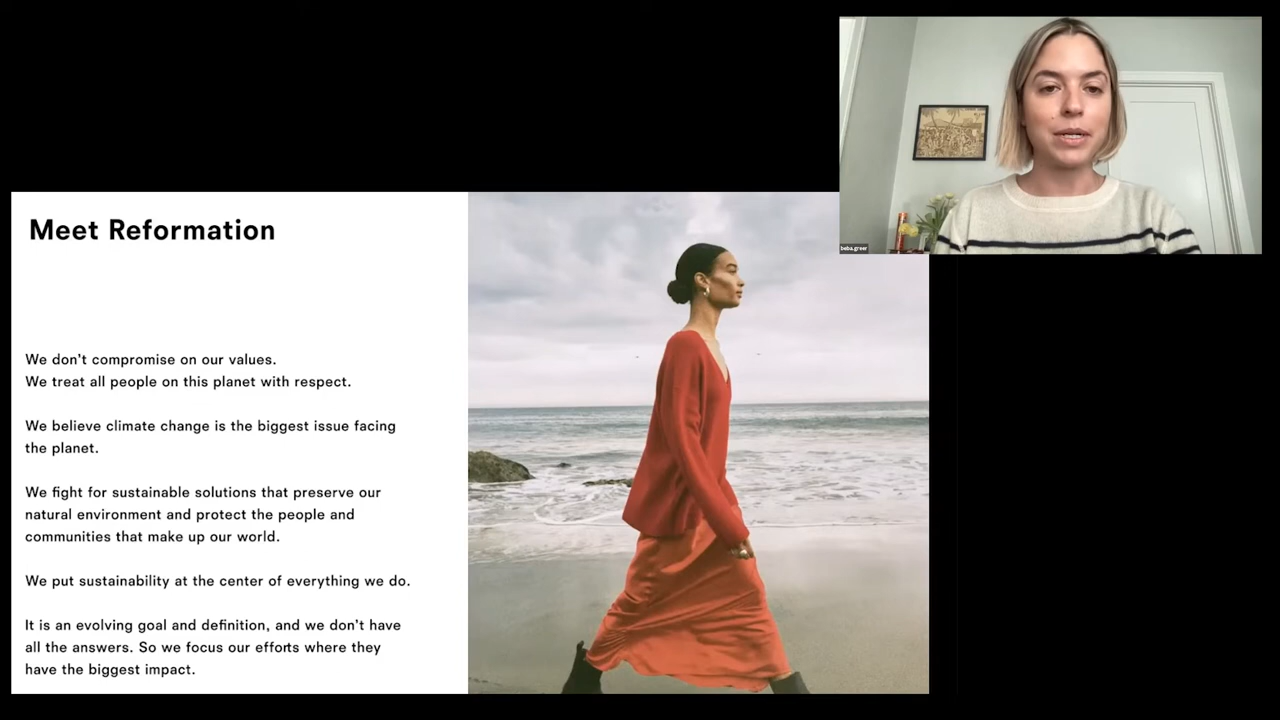 beba.greer
Meet Reformation
We don't compromise on our values.
We treat all people on this planet with respect.
We believe climate change is the biggest issue facing
the planet.
We fight for sustainable solutions that preserve our
natural environment and protect the people and
communities that make up our world.
We put sustainability at the center of everything we do.
It is an evolving goal and definition, and we don't have
all the answers. So we focus our efforts where they
have the biggest impact.